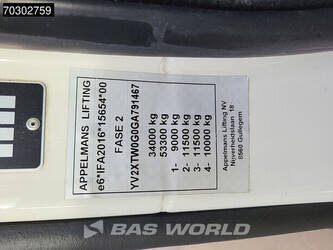 70302759
APPELMANS LIFTING
e6*IFA2016*15654*00
FASE 2
YV2XTW0G0GA791467
34000 kg
53300 kg
1- 9000 kg
2- 11500 kg
3- 11500 kg
4- 10000 kg
Appelmans Lifting NV
Nijverheidslaan 18
8560 Gullegem
BAS WORLD